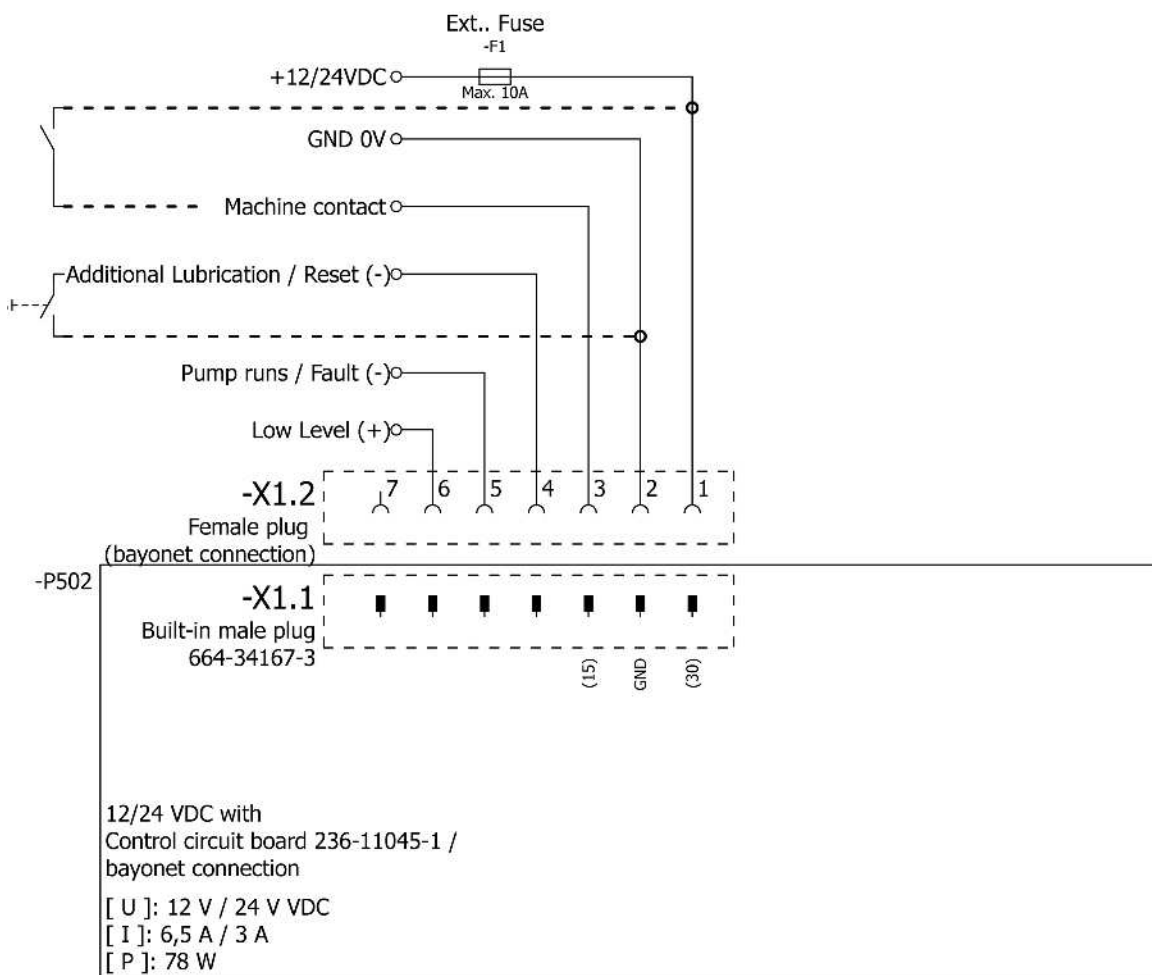 Ext.. Fuse
-F1
+12/24VDC
Max. 10A
GND 0V
Machine contact
Additional Lubrication / Reset (-)
Pump runs / Fault (-)
Low Level (+)
-X1.2
7 6 5 4 3 2 1
Female plug
(bayonet connection)
-P502
-X1.1
Built-in male plug
664-34167-3
(15) GND (30)
12/24 VDC with
Control circuit board 236-11045-1 /
bayonet connection
[ U ]: 12 V / 24 V VDC
[ I ]: 6,5 A / 3 A
[ P ]: 78 W